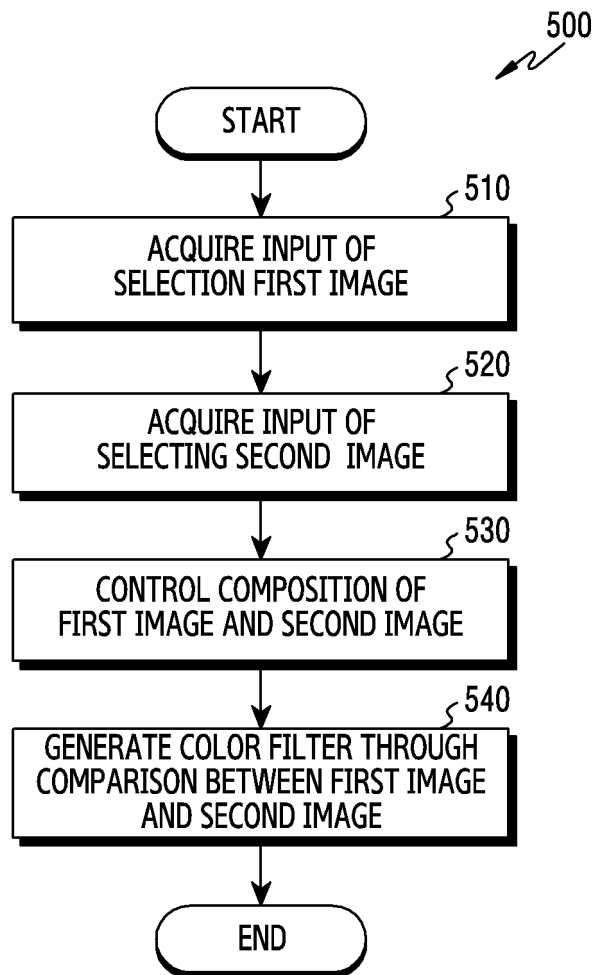 500
START
510
ACQUIRE INPUT OF
SELECTION FIRST IMAGE
520
ACQUIRE INPUT OF
SELECTING SECOND IMAGE
530
CONTROL COMPOSITION OF
FIRST IMAGE AND SECOND IMAGE
540
GENERATE COLOR FILTER THROUGH
COMPARISON BETWEEN FIRST IMAGE
AND SECOND IMAGE
END